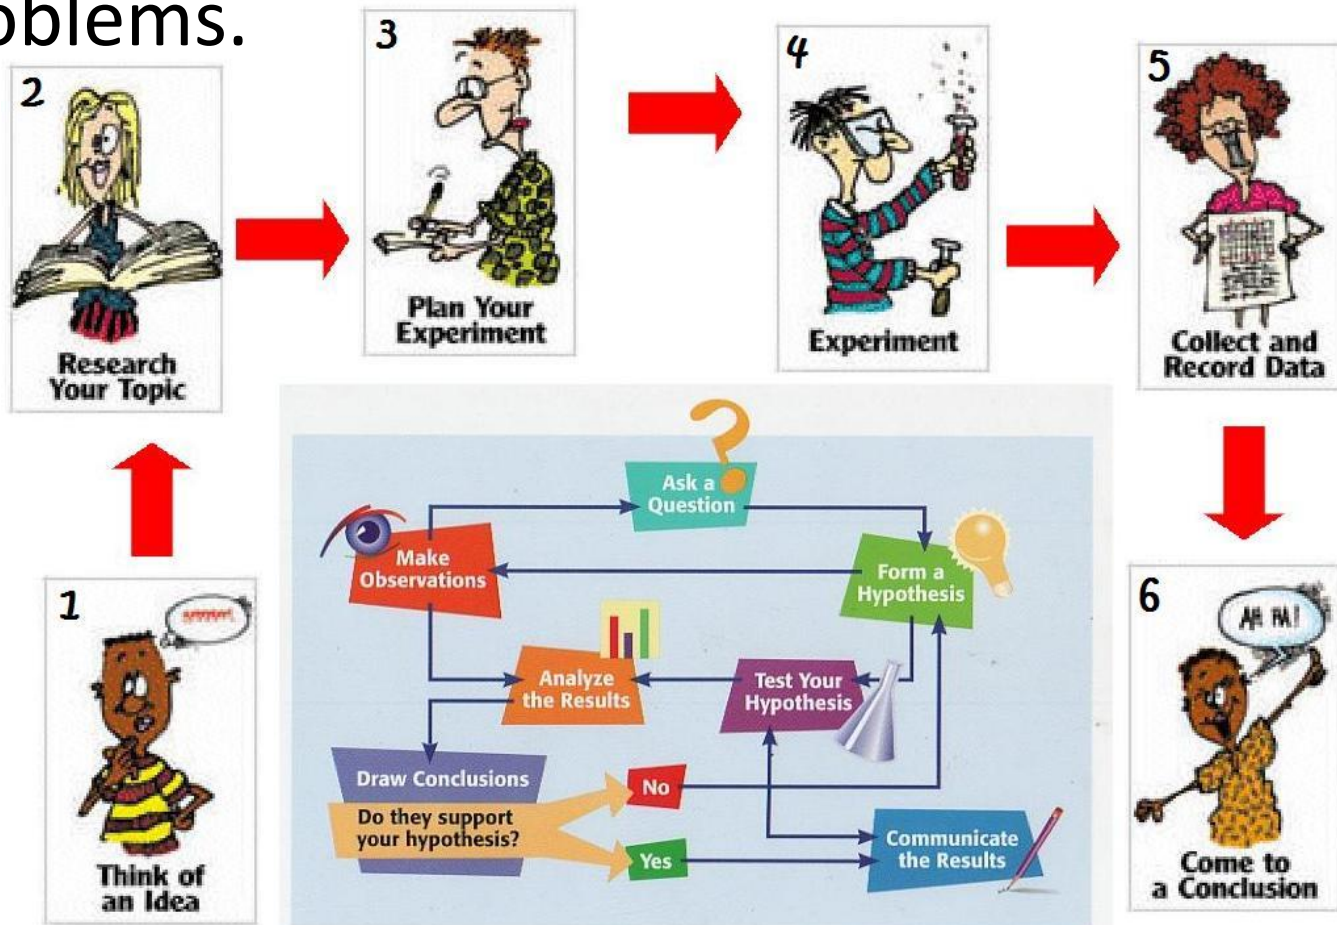 oblems.
1
Think of
an Idea
2
Research
Your Topic
3
Plan Your
Experiment
4
Experiment
5
Collect and
Record Data
6
AH HA!
Come to
a Conclusion
?
Ask a
Question
Make
Observations
Form a
Hypothesis
Analyze
the Results
Test Your
Hypothesis
Draw Conclusions
Do they support
your hypothesis?
No
Yes
Communicate
the Results